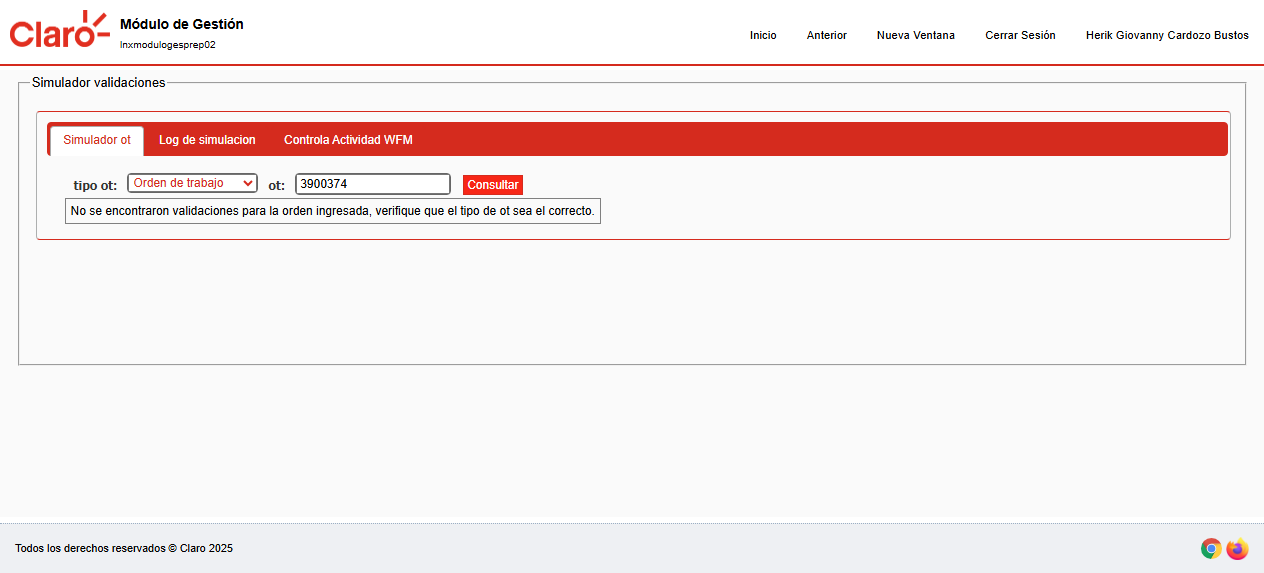 Claro
Módulo de Gestión
lnxmodulogesprep02
Inicio Anterior Nueva Ventana Cerrar Sesión Herik Giovanny Cardozo Bustos
Simulador validaciones
Simulador ot Log de simulacion Controla Actividad WFM
tipo ot: Orden de trabajo ot: 3900374 Consultar
No se encontraron validaciones para la orden ingresada, verifique que el tipo de ot sea el correcto.
Todos los derechos reservados © Claro 2025